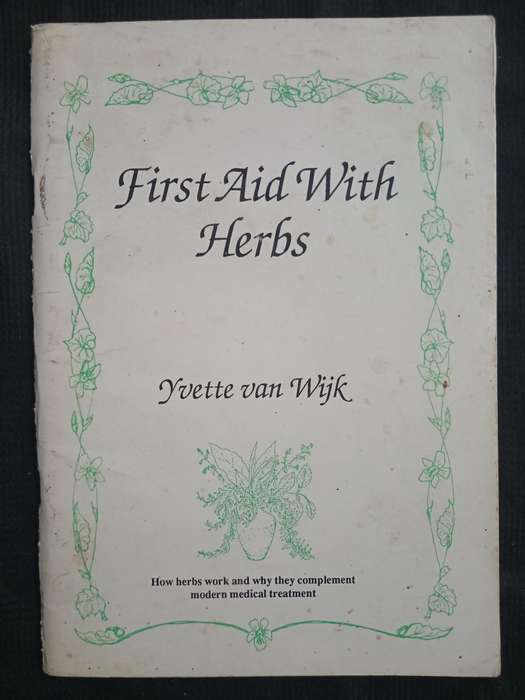 First Aid With
Herbs
Yvette van Wijk
How herbs work and why they complement
modern medical treatment